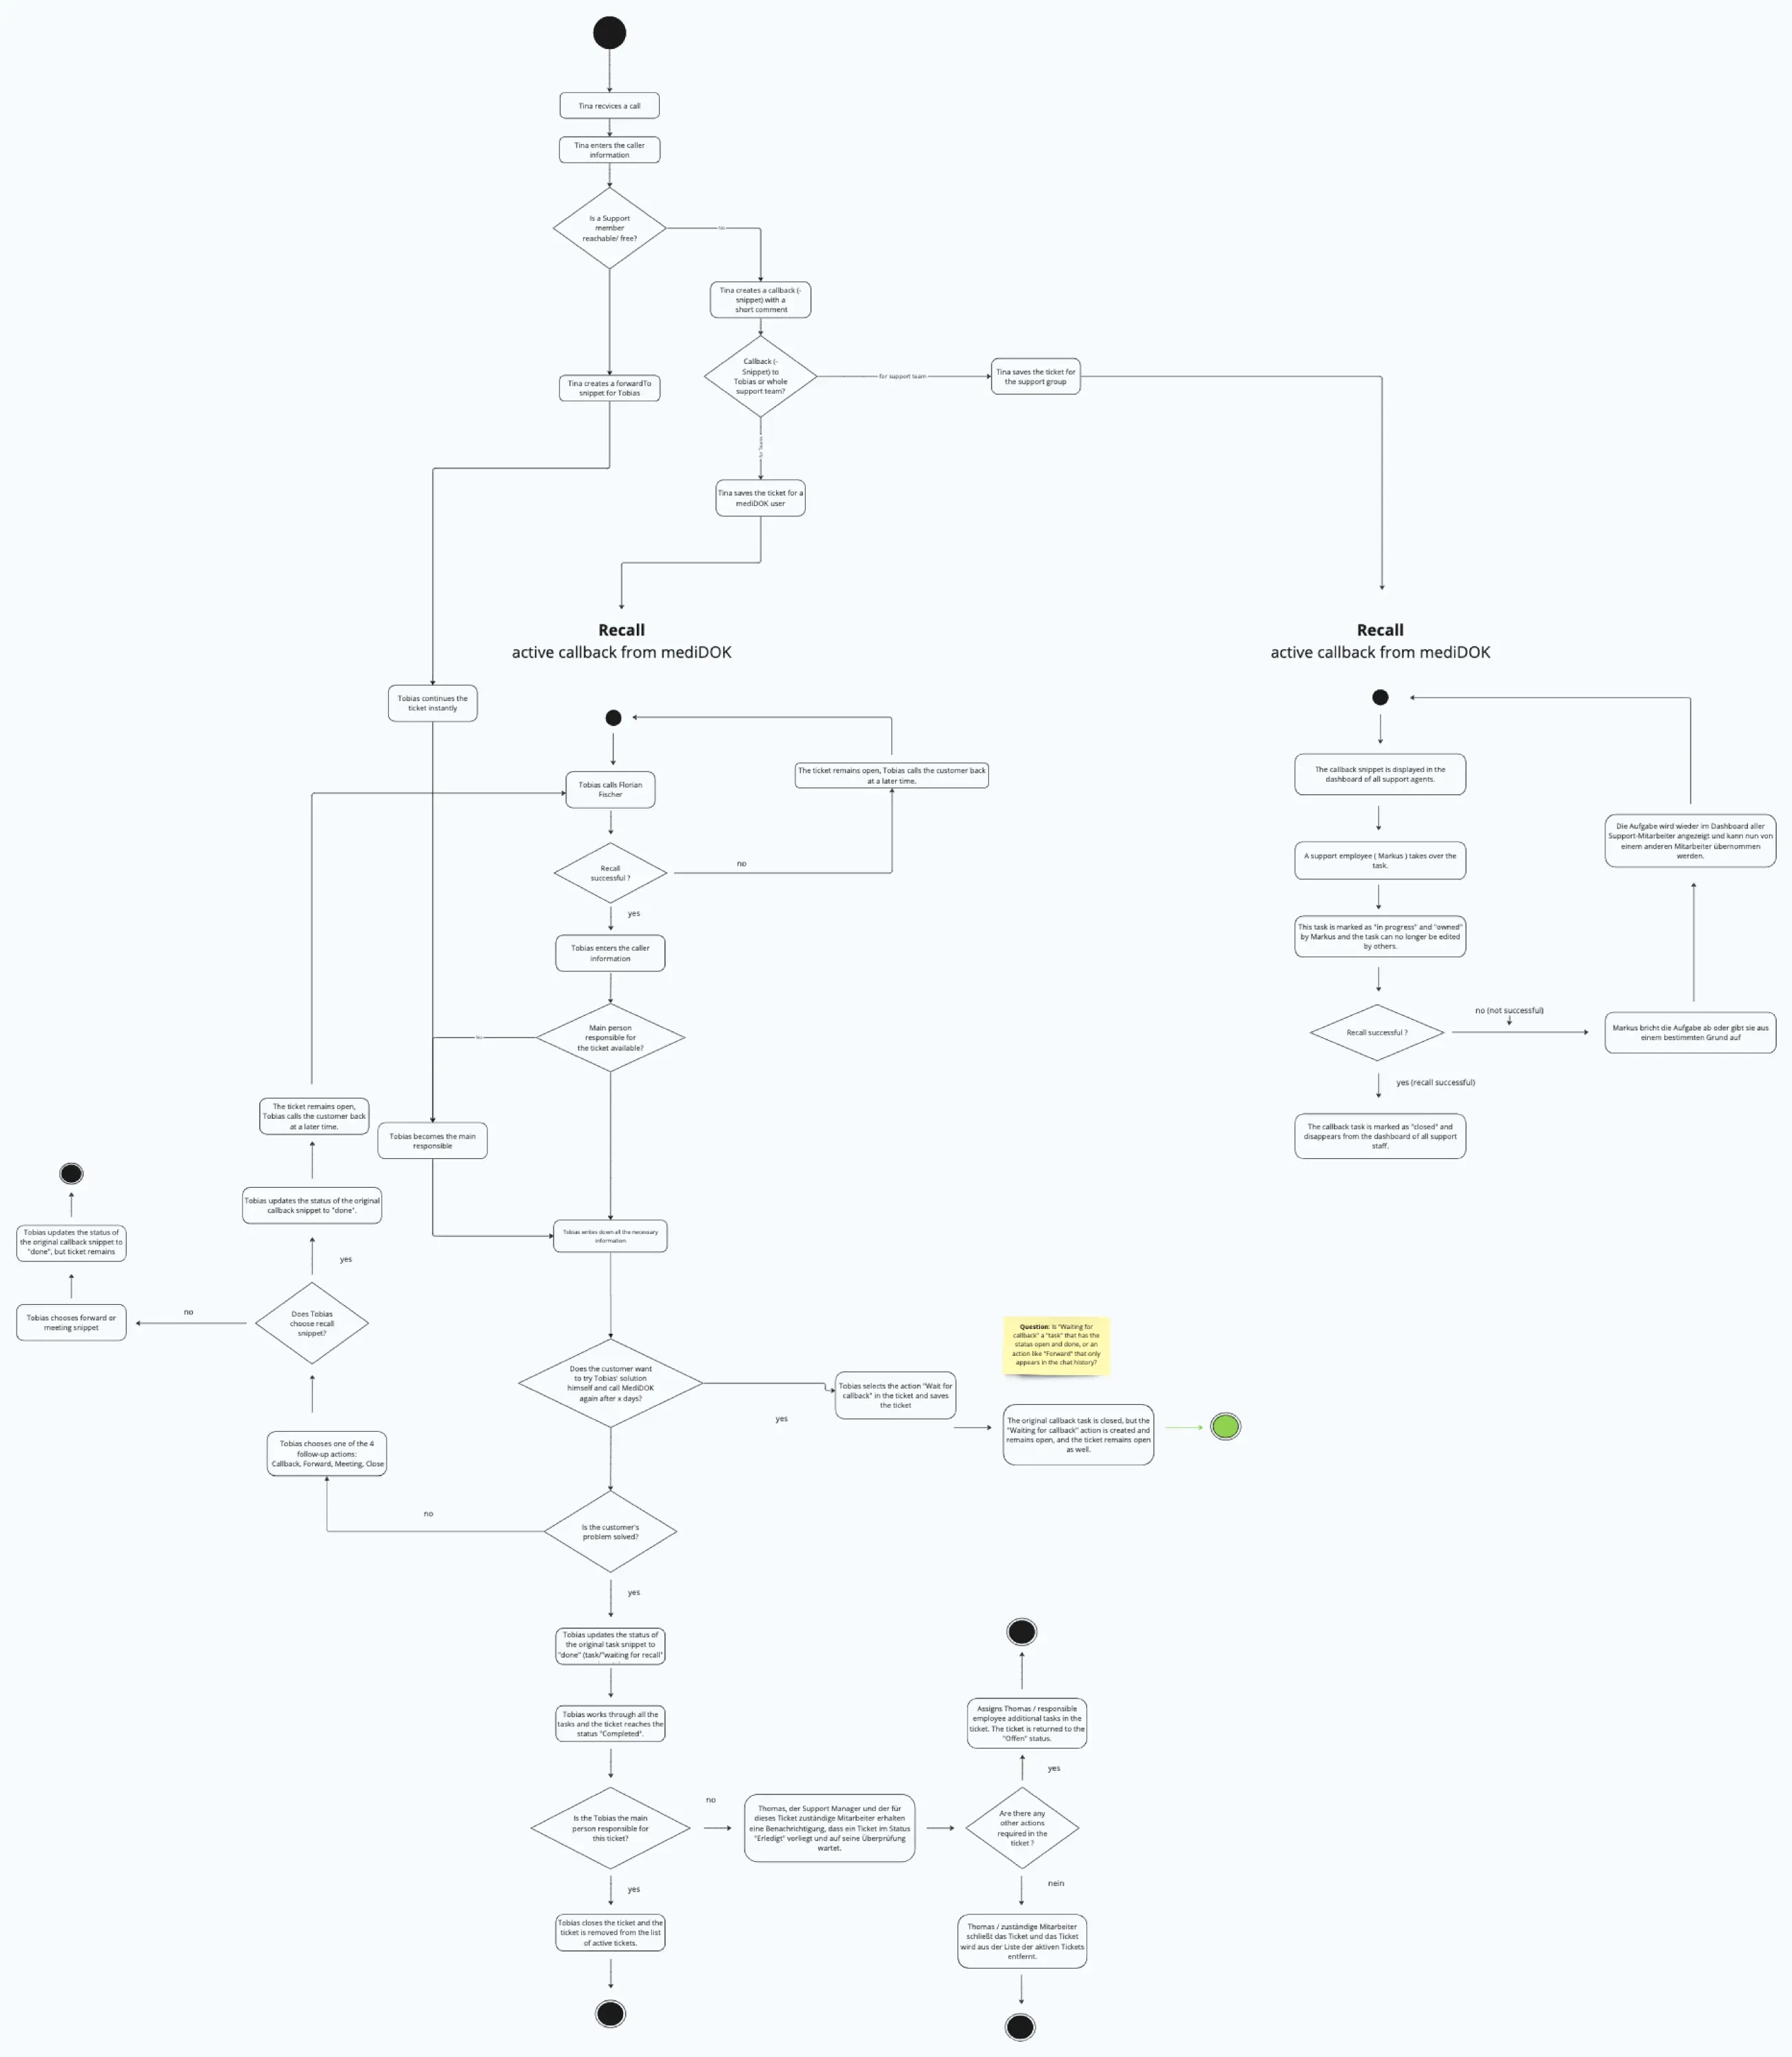 Tina recvices a call
Tina enters the caller
information
Is a Support
member
reachable/ free?
No
Tina creates a callback (-
snippet) with a
short comment
Callback (-
Snippet) to
Tobias or whole
support team?
for support team
Tina saves the ticket for
the support group
Tina creates a forwardTo
snippet for Tobias
for Tobias
Tina saves the ticket for a
mediDOK user
Recall
active callback from mediDOK
Recall
active callback from mediDOK
Tobias continues the
ticket instantly
Tobias calls Florian
Fischer
The ticket remains open, Tobias calls the customer back
at a later time.
Recall
successful ?
no
yes
Tobias enters the caller
information
Main person
responsible for
the ticket available?
No
The callback snippet is displayed in the
dashboard of all support agents.
A support employee ( Markus ) takes over the
task.
This task is marked as "in progress" and "owned"
by Markus and the task can no longer be edited
by others.
Recall successful ?
no (not successful)
Markus bricht die Aufgabe ab oder gibt sie aus
einem bestimmten Grund auf
Die Aufgabe wird wieder im Dashboard aller
Support-Mitarbeiter angezeigt und kann nun von
einem anderen Mitarbeiter übernommen
werden.
yes (recall successful)
The callback task is marked as "closed" and
disappears from the dashboard of all support
staff.
The ticket remains open,
Tobias calls the customer back
at a later time.
Tobias becomes the main
responsible
Tobias updates the status of the original
callback snippet to "done".
Tobias updates the status of
the original callback snippet to
"done", but ticket remains
yes
Tobias writes down all the necessary
information
Tobias chooses forward or
meeting snippet
no
Does Tobias
choose recall
snippet?
Does the customer want
to try Tobias' solution
himself and call MediDOK
again after x days?
yes
Tobias selects the action "Wait for
callback" in the ticket and saves
the ticket
Question: Is "Waiting for
callback" a "task" that has the
status open and done, or an
action like "Forward" that only
appears in the chat history?
The original callback task is closed, but the
"Waiting for callback" action is created and
remains open, and the ticket remains open
as well.
Tobias chooses one of the 4
follow-up actions:
Callback, Forward, Meeting, Close
no
Is the customer's
problem solved?
yes
Tobias updates the status of
the original task snippet to
"done" (task/"waiting for recall"
Tobias works through all the
tasks and the ticket reaches the
status "Completed".
Is the Tobias the main
person responsible for
this ticket?
no
Thomas, der Support Manager und der für
dieses Ticket zuständige Mitarbeiter erhalten
eine Benachrichtigung, dass ein Ticket im Status
"Erledigt" vorliegt und auf seine Überprüfung
wartet.
Assigns Thomas / responsible
employee additional tasks in the
ticket. The ticket is returned to the
"Offen" status.
yes
Are there any
other actions
required in the
ticket ?
nein
Thomas / zuständige Mitarbeiter
schließt das Ticket und das Ticket
wird aus der Liste der aktiven Tickets
entfernt.
yes
Tobias closes the ticket and the
ticket is removed from the list
of active tickets.